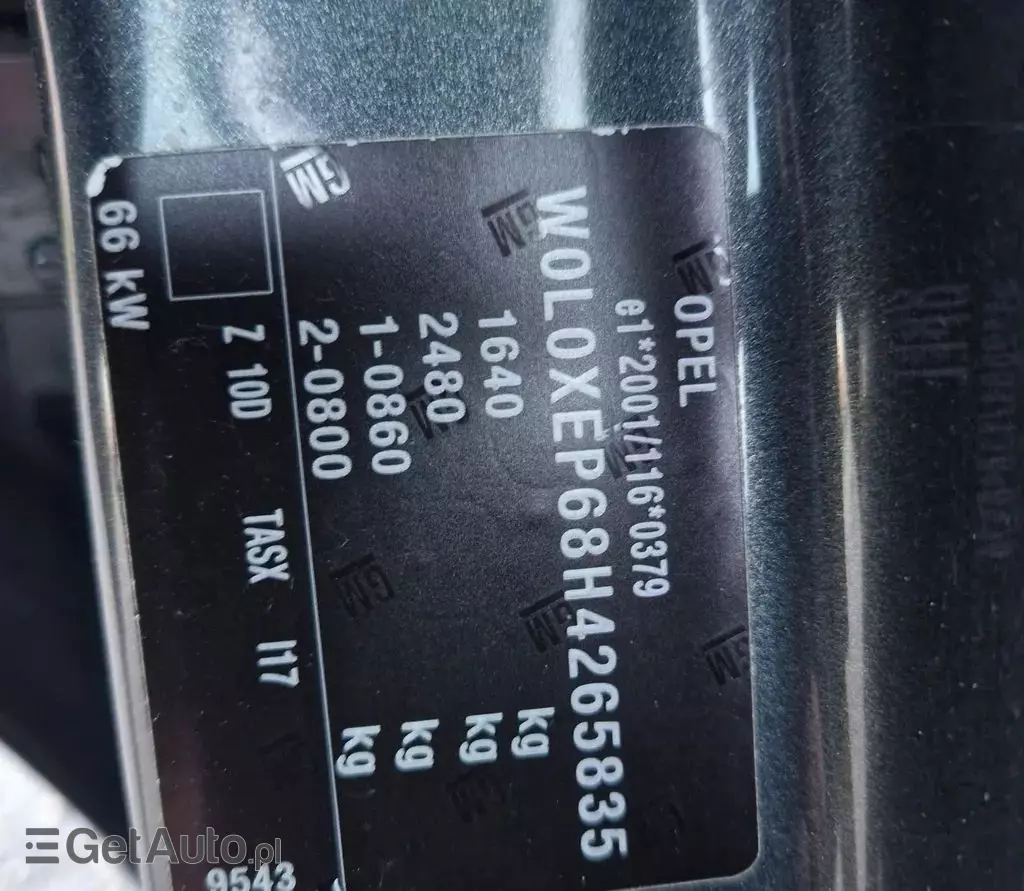 OPEL
e1*2001/116*0379
W0L0XEP68H4265835
1640 kg
2480 kg
1-0860 kg
2-0800 kg
GM
Z 10D TASX I17
66 kW
9543
GetAuto.pl